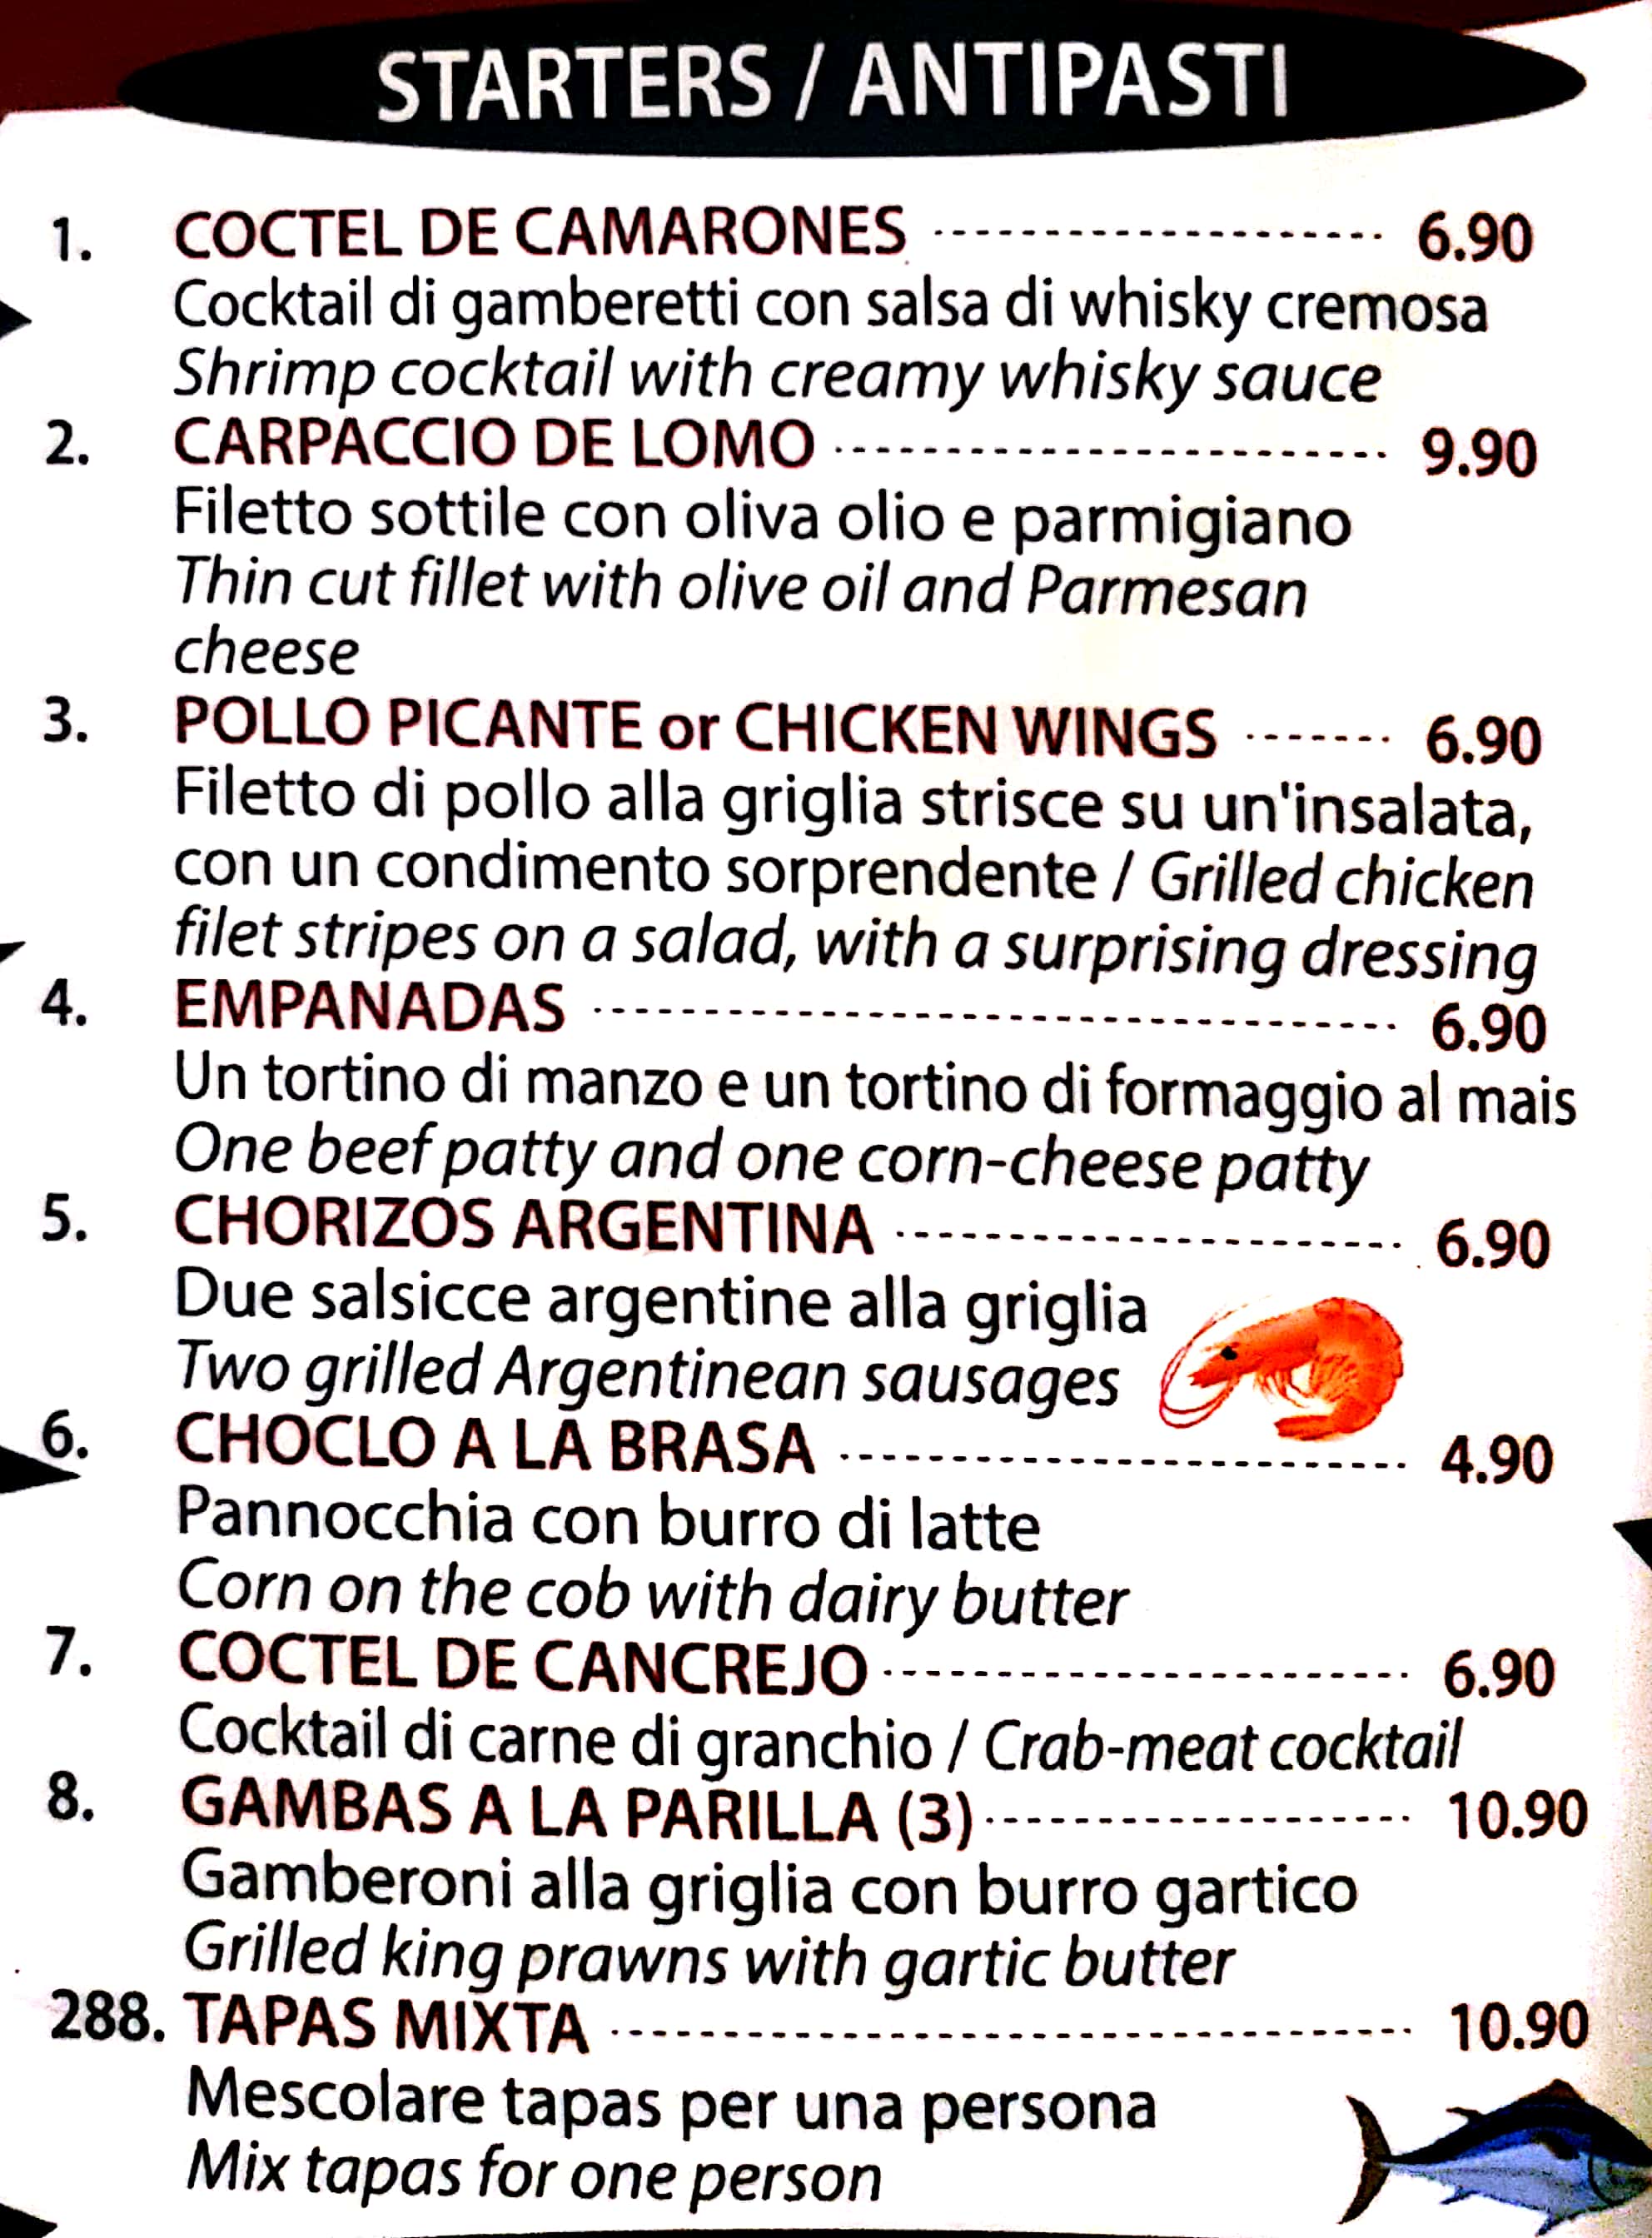 STARTERS / ANTIPASTI
1. COCTEL DE CAMARONES 6.90
Cocktail di gamberetti con salsa di whisky cremosa
Shrimp cocktail with creamy whisky sauce
2. CARPACCIO DE LOMO 9.90
Filetto sottile con oliva olio e parmigiano
Thin cut fillet with olive oil and Parmesan
cheese
3. POLLO PICANTE or CHICKEN WINGS 6.90
Filetto di pollo alla griglia strisce su un'insalata,
con un condimento sorprendente / Grilled chicken
filet stripes on a salad, with a surprising dressing
4. EMPANADAS 6.90
Un tortino di manzo e un tortino di formaggio al mais
One beef patty and one corn-cheese patty
5. CHORIZOS ARGENTINA 6.90
Due salsicce argentine alla griglia
Two grilled Argentinean sausages
6. CHOCLO A LA BRASA 4.90
Pannocchia con burro di latte
Corn on the cob with dairy butter
7. COCTEL DE CANCREJO 6.90
Cocktail di carne di granchio / Crab-meat cocktail
8. GAMBAS A LA PARILLA (3) 10.90
Gamberoni alla griglia con burro gartico
Grilled king prawns with gartic butter
288. TAPAS MIXTA 10.90
Mescolare tapas per una persona
Mix tapas for one person